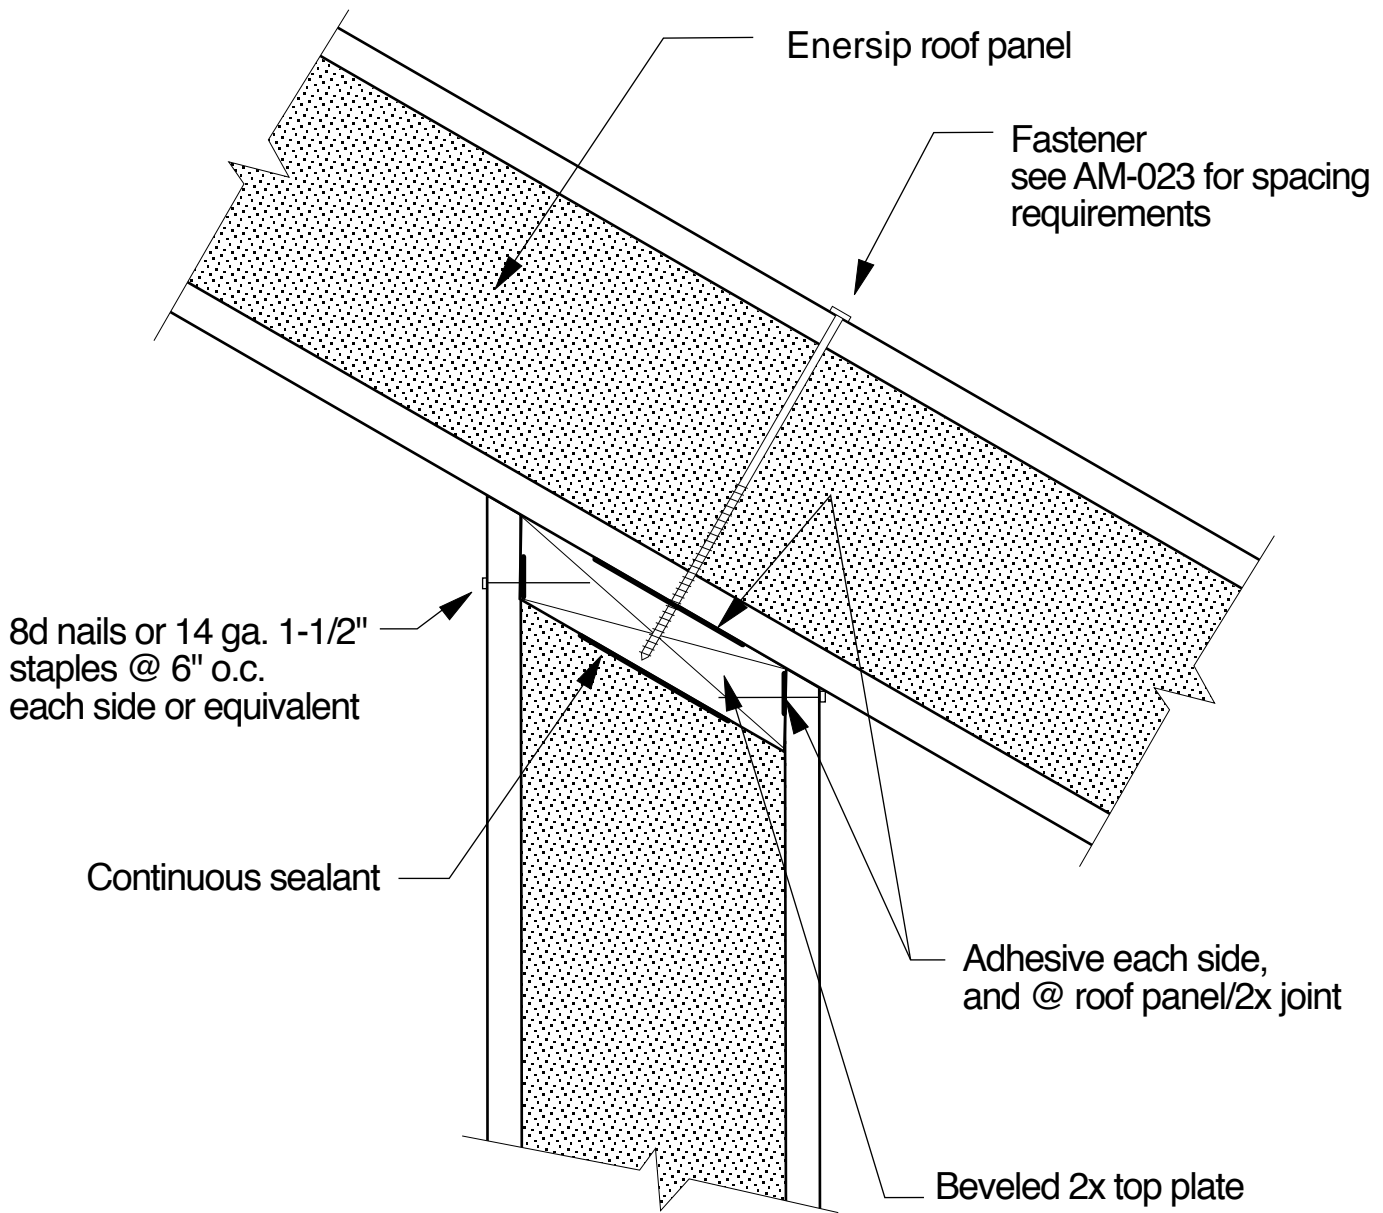 Enersip roof panel
Fastener
see AM-023 for spacing
requirements
8d nails or 14 ga. 1-1/2"
staples @ 6" o.c.
each side or equivalent
Continuous sealant
Adhesive each side,
and @ roof panel/2x joint
Beveled 2x top plate